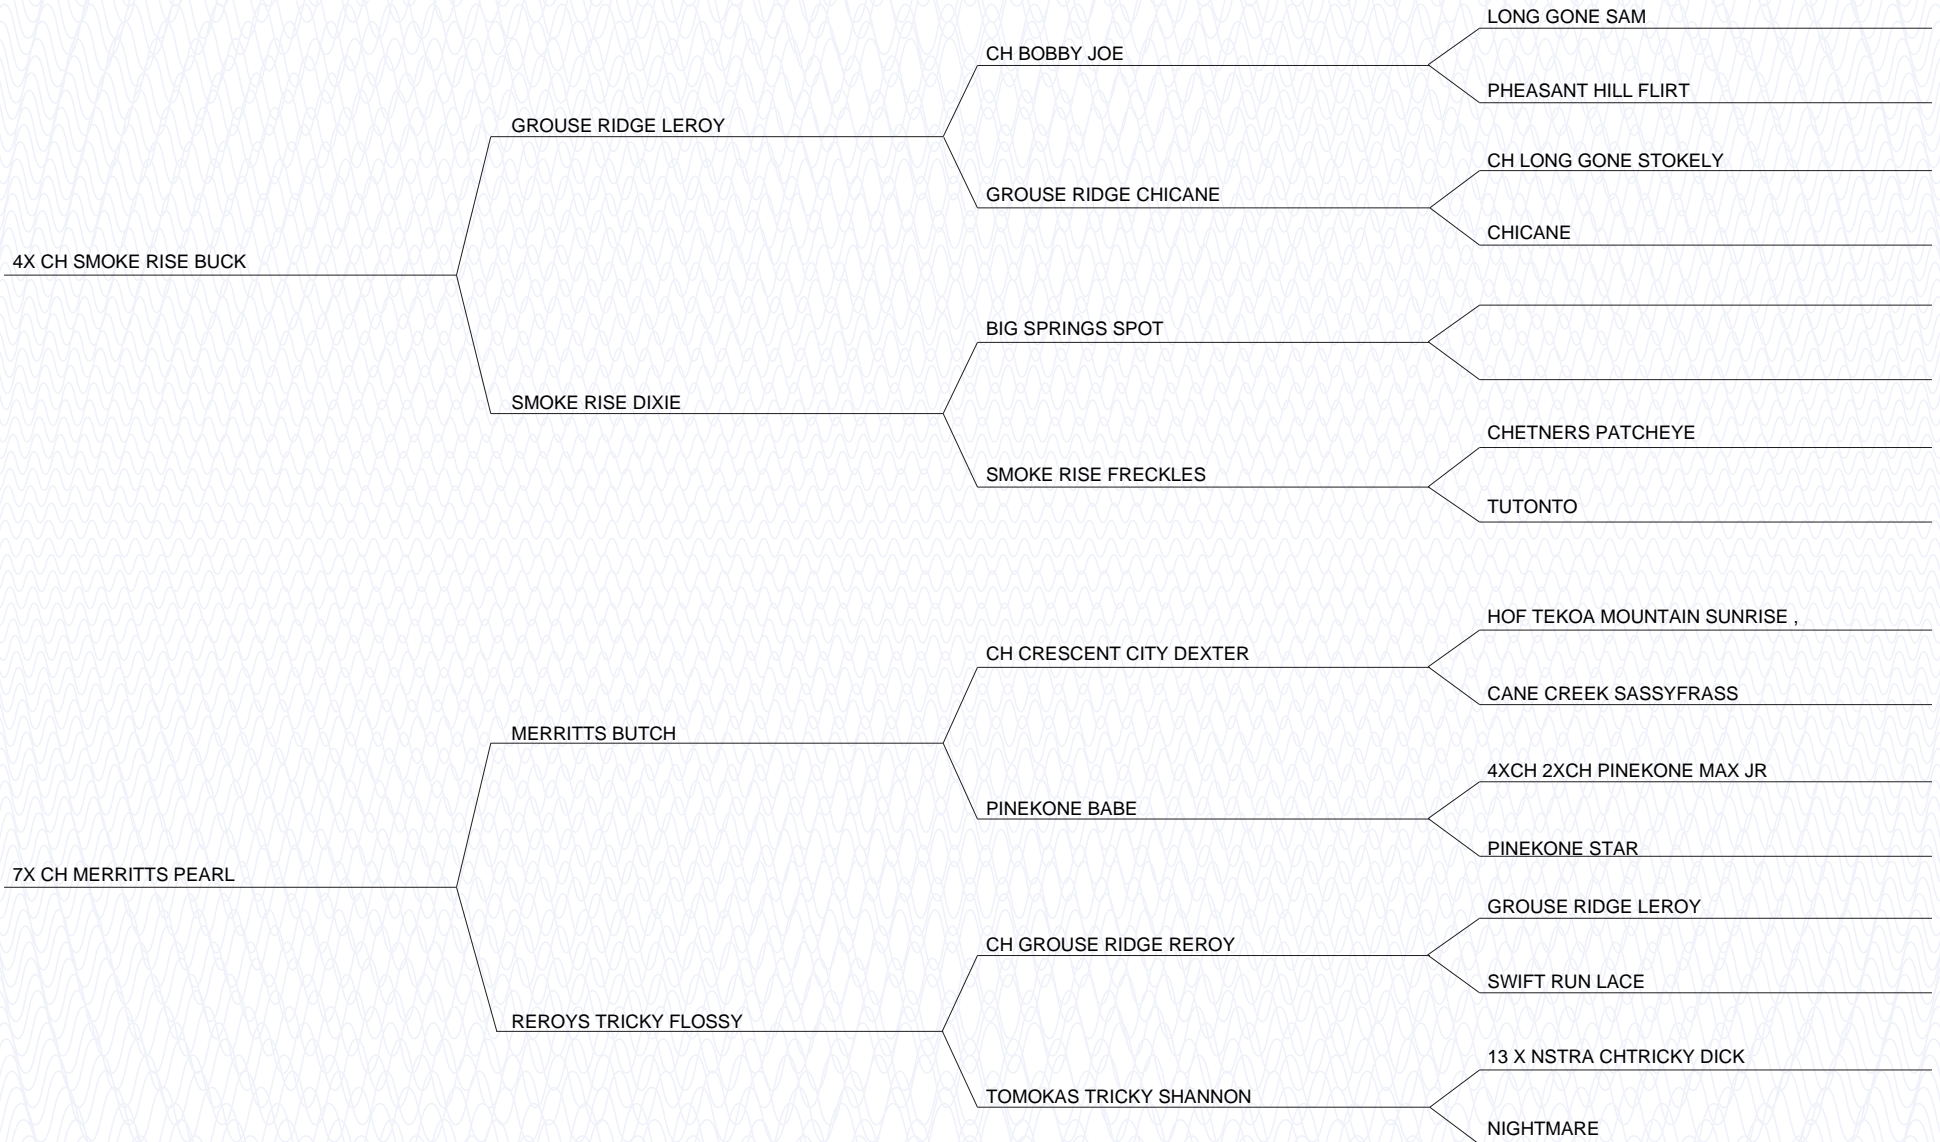 LONG GONE SAM
CH BOBBY JOE
PHEASANT HILL FLIRT
GROUSE RIDGE LEROY
CH LONG GONE STOKELY
GROUSE RIDGE CHICANE
CHICANE
4X CH SMOKE RISE BUCK
BIG SPRINGS SPOT
SMOKE RISE DIXIE
CHETNERS PATCHEYE
SMOKE RISE FRECKLES
TUTONTO
HOF TEKOA MOUNTAIN SUNRISE ,
CH CRESCENT CITY DEXTER
CANE CREEK SASSYFRASS
MERRITTS BUTCH
4XCH 2XCH PINEKONE MAX JR
PINEKONE BABE
PINEKONE STAR
7X CH MERRITTS PEARL
GROUSE RIDGE LEROY
CH GROUSE RIDGE REROY
SWIFT RUN LACE
REROYS TRICKY FLOSSY
13 X NSTRA CHTRICKY DICK
TOMOKAS TRICKY SHANNON
NIGHTMARE